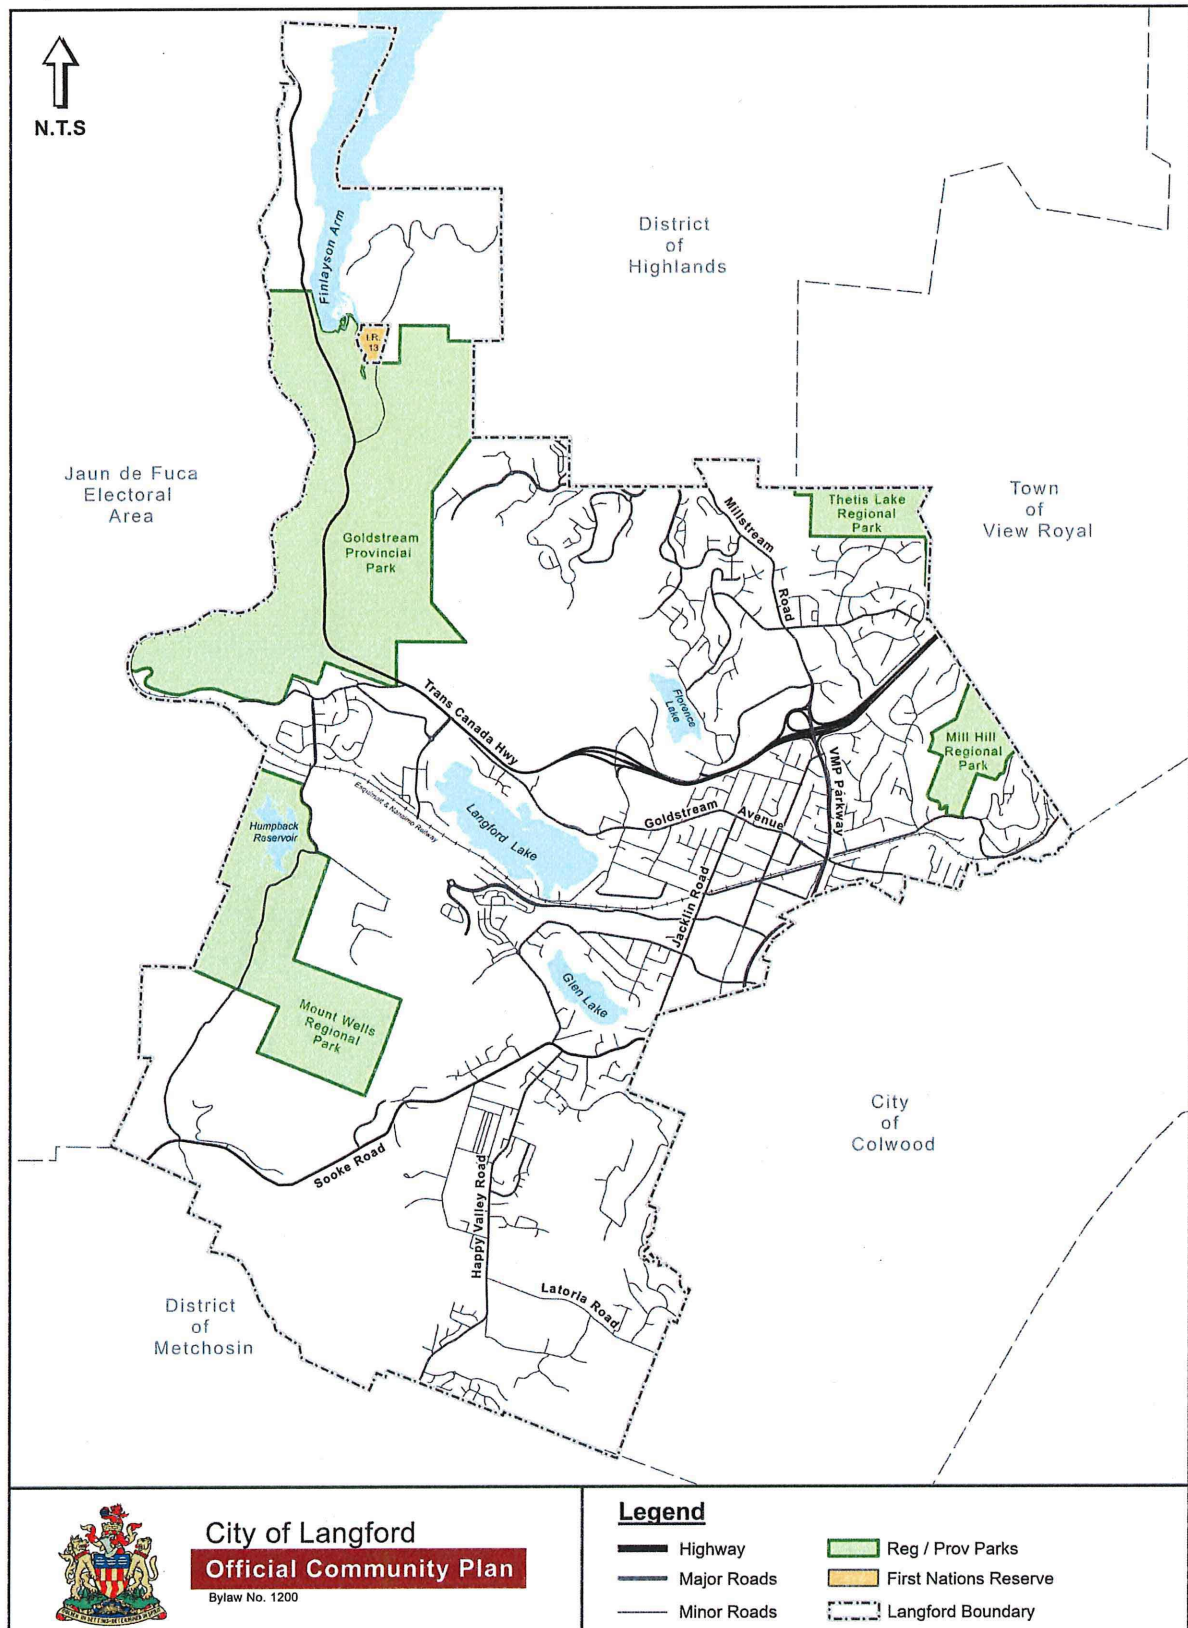 N.T.S
Finlayson Arm
District
of
Highlands
I.R.
13
Jaun de Fuca
Electoral
Area
Goldstream
Provincial
Park
Millstream
Road
Thetis Lake
Regional
Park
Town
of
View Royal
Trans Canada Hwy
Florence
Lake
Mill Hill
Regional
Park
VMP Parkway
Humpback
Reservoir
Esquimalt & Nanaimo Railway
Langford Lake
Goldstream Avenue
Jacklin Road
Glen Lake
Mount Wells
Regional
Park
City
of
Colwood
Sooke Road
Happy Valley Road
Latoria Road
District
of
Metchosin
City of Langford
Official Community Plan
Bylaw No. 1200
Legend
Highway
Major Roads
Minor Roads
Reg / Prov Parks
First Nations Reserve
Langford Boundary